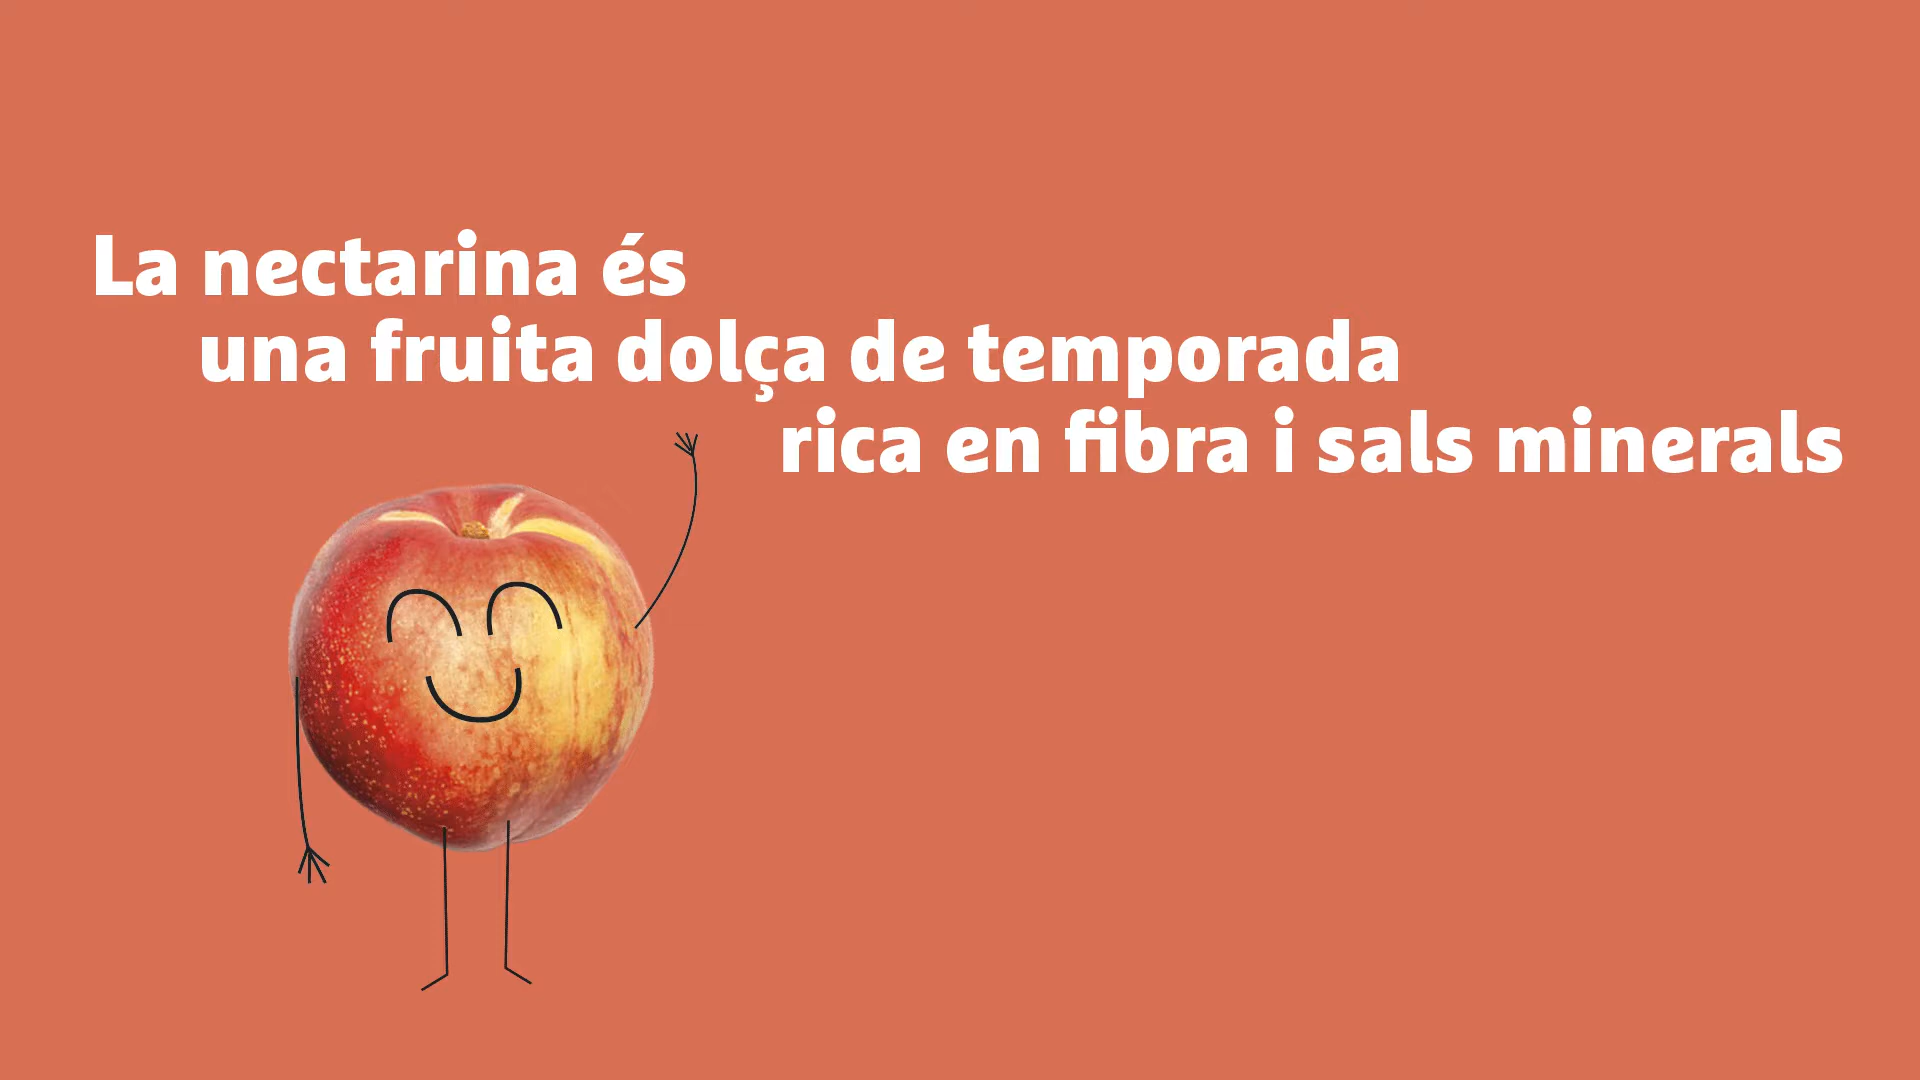 La nectarina és
una fruita dolça de temporada
rica en fibra i sals minerals